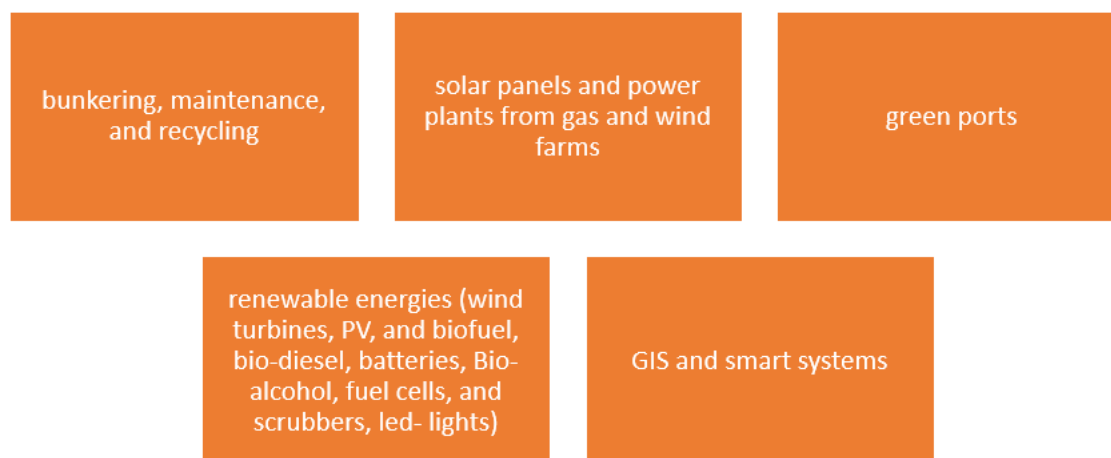 bunkering, maintenance,
and recycling
solar panels and power
plants from gas and wind
farms
green ports
renewable energies (wind
turbines, PV, and biofuel,
bio-diesel, batteries, Bio-
alcohol, fuel cells, and
scrubbers, led- lights)
GIS and smart systems